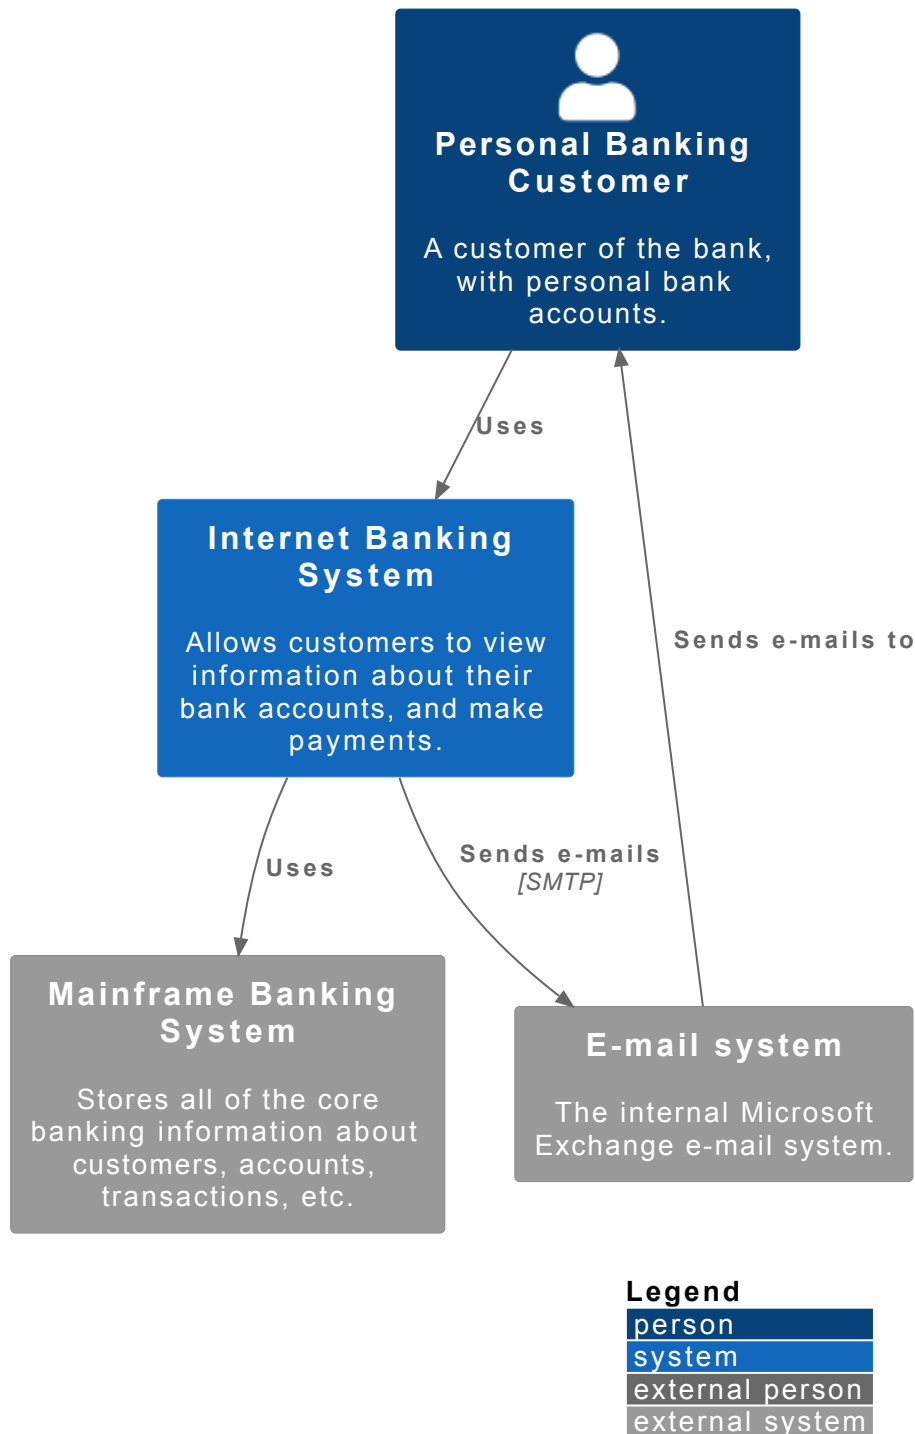 Personal Banking
Customer
A customer of the bank,
with personal bank
accounts.
Uses
Internet Banking
System
Allows customers to view
information about their
bank accounts, and make
payments.
Sends e-mails to
Uses
Sends e-mails
[SMTP]
Mainframe Banking
System
Stores all of the core
banking information about
customers, accounts,
transactions, etc.
E-mail system
The internal Microsoft
Exchange e-mail system.
Legend
person
system
external person
external system